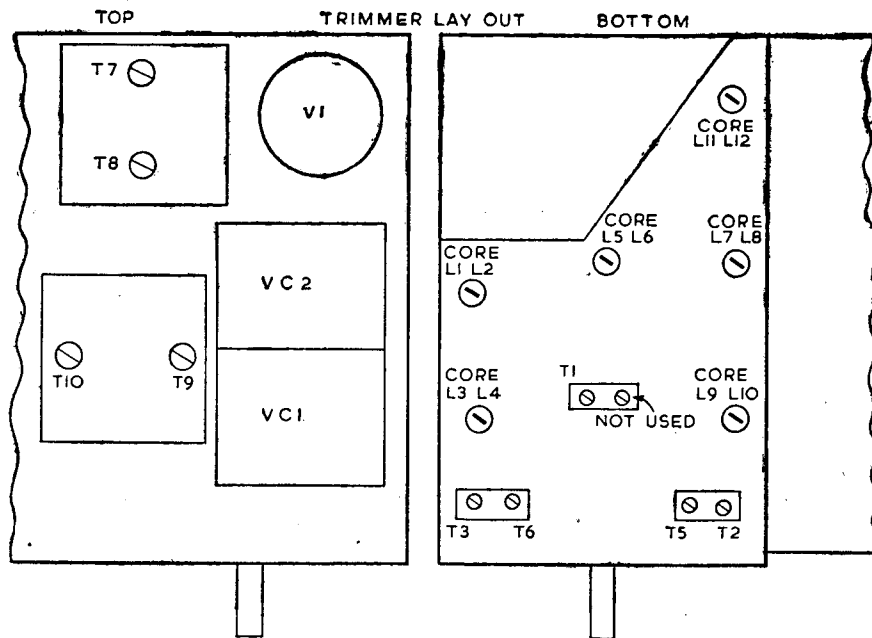 TOP
TRIMMER LAY OUT
BOTTOM
T7
T8
V1
VC2
VC1
T10
T9
CORE
L11 L12
CORE
L5 L6
CORE
L7 L8
CORE
L1 L2
T1
CORE
L3 L4
CORE
L9 L10
NOT USED
T3
T6
T5
T2